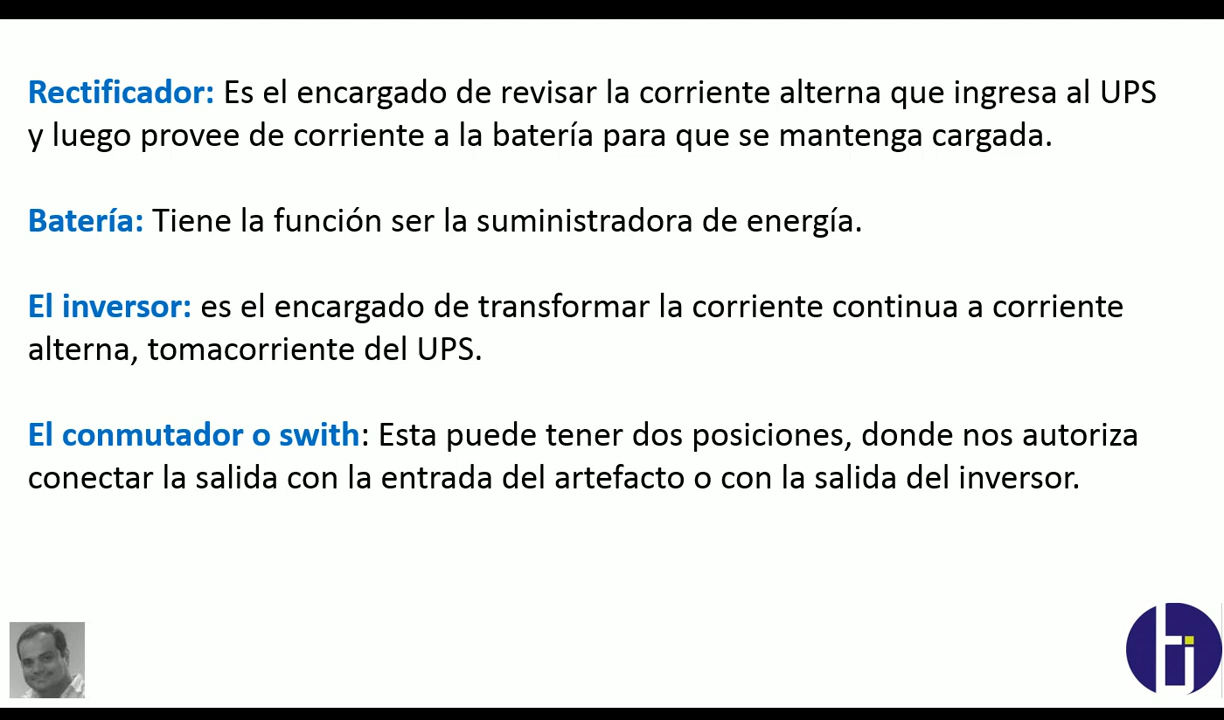 Rectificador: Es el encargado de revisar la corriente alterna que ingresa al UPS
y luego provee de corriente a la batería para que se mantenga cargada.
Batería: Tiene la función ser la suministradora de energía.
El inversor: es el encargado de transformar la corriente continua a corriente
alterna, tomacorriente del UPS.
El conmutador o swith: Esta puede tener dos posiciones, donde nos autoriza
conectar la salida con la entrada del artefacto o con la salida del inversor.